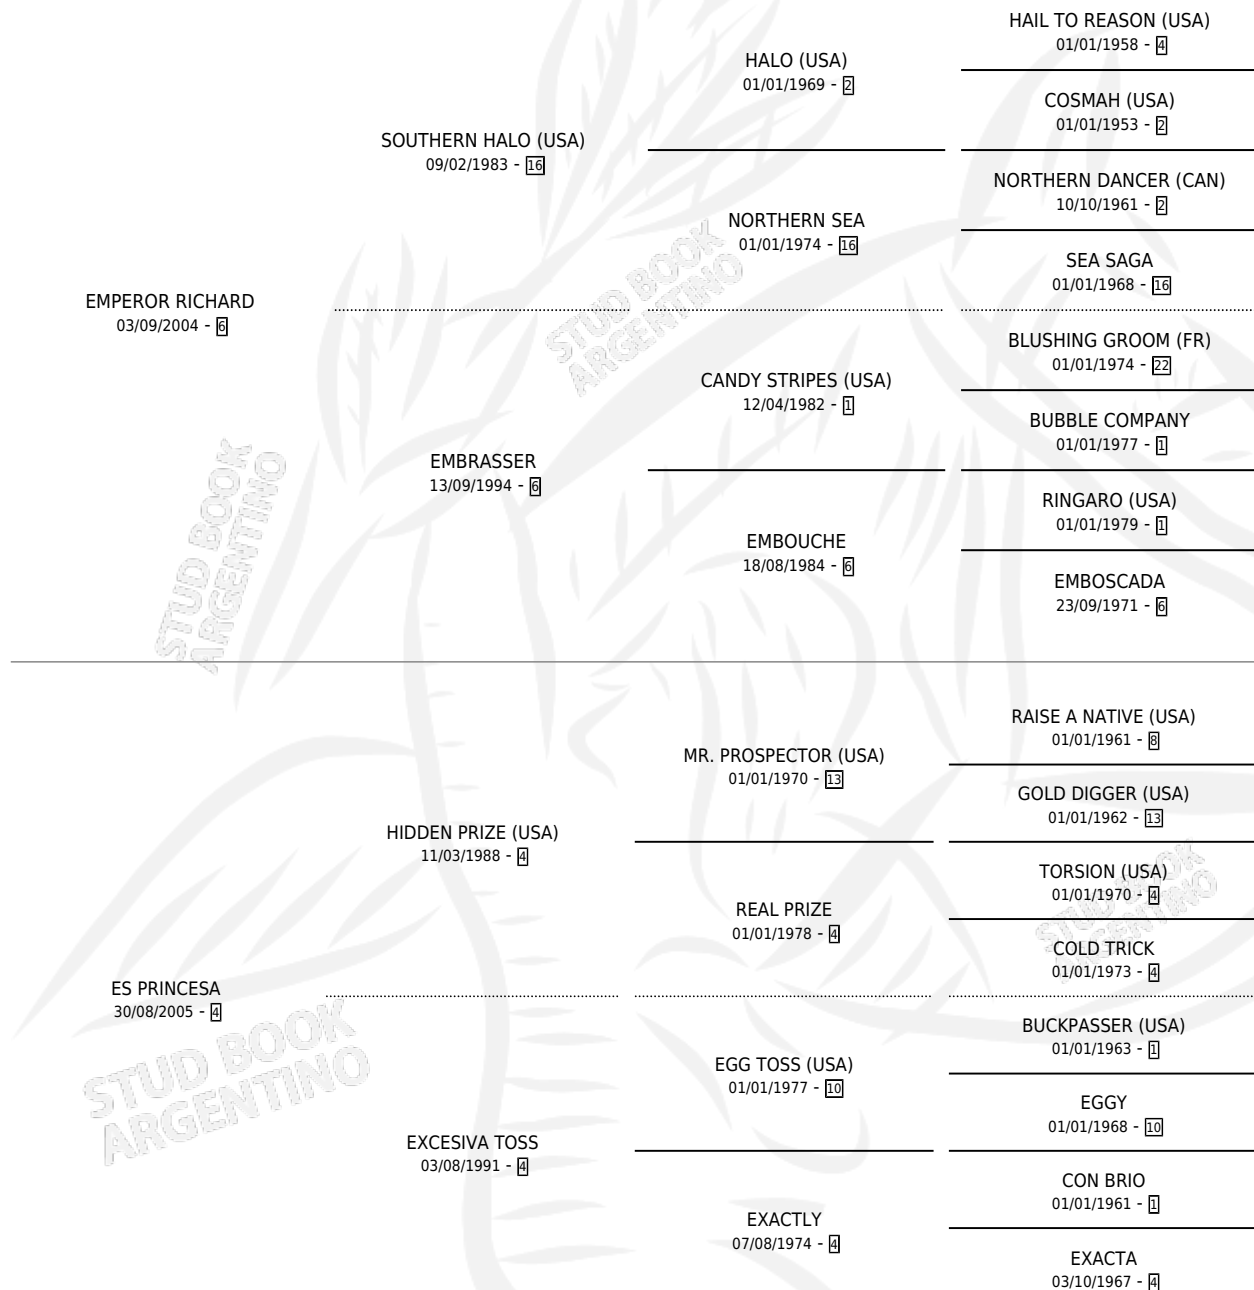 HAIL TO REASON (USA)
01/01/1958 - 4
HALO (USA)
01/01/1969 - 2
COSMAH (USA)
01/01/1953 - 2
SOUTHERN HALO (USA)
09/02/1983 - 16
NORTHERN DANCER (CAN)
10/10/1961 - 2
NORTHERN SEA
01/01/1974 - 16
SEA SAGA
01/01/1968 - 16
EMPEROR RICHARD
03/09/2004 - 6
BLUSHING GROOM (FR)
01/01/1974 - 22
CANDY STRIPES (USA)
12/04/1982 - 1
BUBBLE COMPANY
01/01/1977 - 1
EMBRASSER
13/09/1994 - 6
RINGARO (USA)
01/01/1979 - 1
EMBOUCHE
18/08/1984 - 6
EMBOSCADA
23/09/1971 - 6
RAISE A NATIVE (USA)
01/01/1961 - 8
MR. PROSPECTOR (USA)
01/01/1970 - 13
GOLD DIGGER (USA)
01/01/1962 - 13
HIDDEN PRIZE (USA)
11/03/1988 - 4
TORSION (USA)
01/01/1970 - 4
REAL PRIZE
01/01/1978 - 4
COLD TRICK
01/01/1973 - 4
ES PRINCESA
30/08/2005 - 4
BUCKPASSER (USA)
01/01/1963 - 1
EGG TOSS (USA)
01/01/1977 - 10
EGGY
01/01/1968 - 10
EXCESIVA TOSS
03/08/1991 - 4
CON BRIO
01/01/1961 - 1
EXACTLY
07/08/1974 - 4
EXACTA
03/10/1967 - 4
STUD BOOK
ARGENTINO
STUD BOOK
ARGENTINO
STUD BOOK
ARGENTINO
STUD BOOK
ARGENTINO